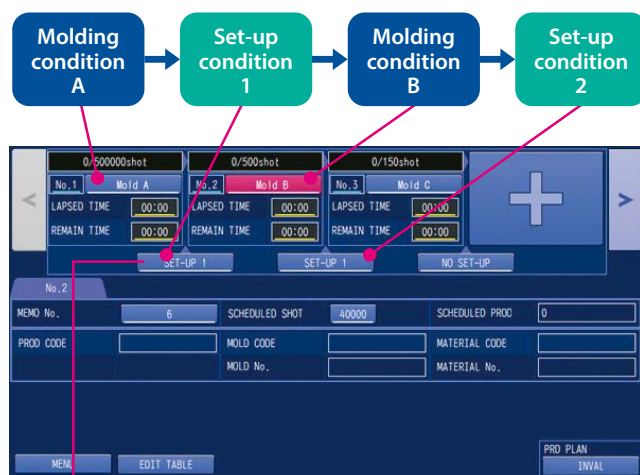 Molding condition A
Set-up condition 1
Molding condition B
Set-up condition 2
0/500000shot 0/500shot 0/150shot
No.1 Mold A No.2 Mold B No.3 Mold C
<
>
LAPSED TIME 00:00 LAPSED TIME 00:00 LAPSED TIME 00:00
REMAIN TIME 00:00 REMAIN TIME 00:00 REMAIN TIME 00:00
SET-UP 1 SET-UP 1 NO SET-UP
No.2
MEMO No. 6 SCHEDULED SHOT 40000 SCHEDULED PROD 0
PROD CODE MOLD CODE MATERIAL CODE
MOLD No. MATERIAL No.
PRD PLAN
MENU EDIT TABLE INVAL